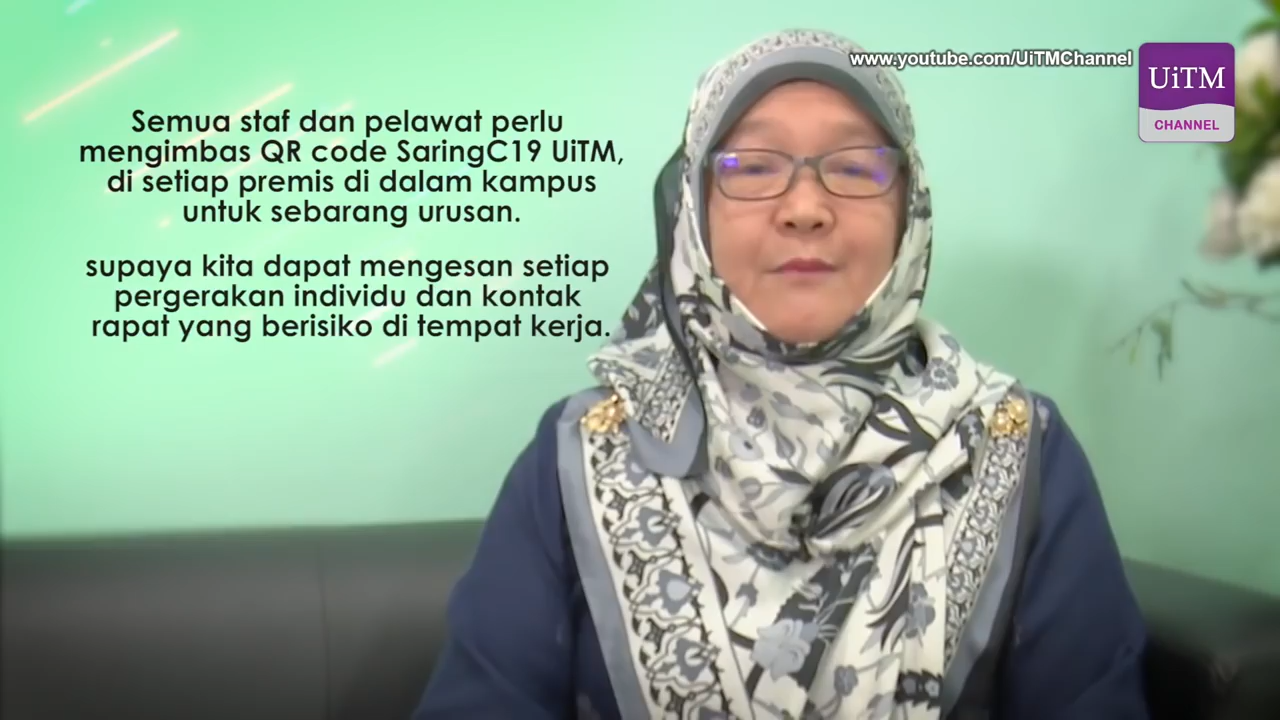 www.youtube.com/UiTMChannel
UiTM
CHANNEL
Semua staf dan pelawat perlu
mengimbas QR code SaringC19 UiTM,
di setiap premis di dalam kampus
untuk sebarang urusan.
supaya kita dapat mengesan setiap
pergerakan individu dan kontak
rapat yang berisiko di tempat kerja.